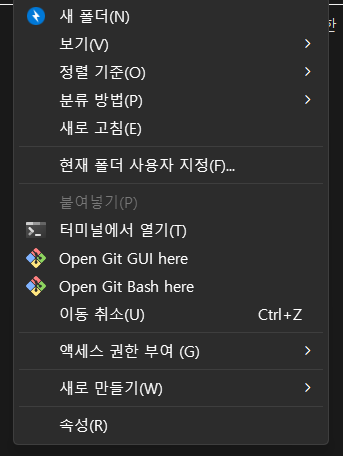 새 폴더(N)
보기(V)
정렬 기준(O)
분류 방법(P)
새로 고침(E)
현재 폴더 사용자 지정(F)...
붙여넣기(P)
터미널에서 열기(T)
Open Git GUI here
Open Git Bash here
이동 취소(U) Ctrl+Z
액세스 권한 부여 (G)
새로 만들기(W)
속성(R)